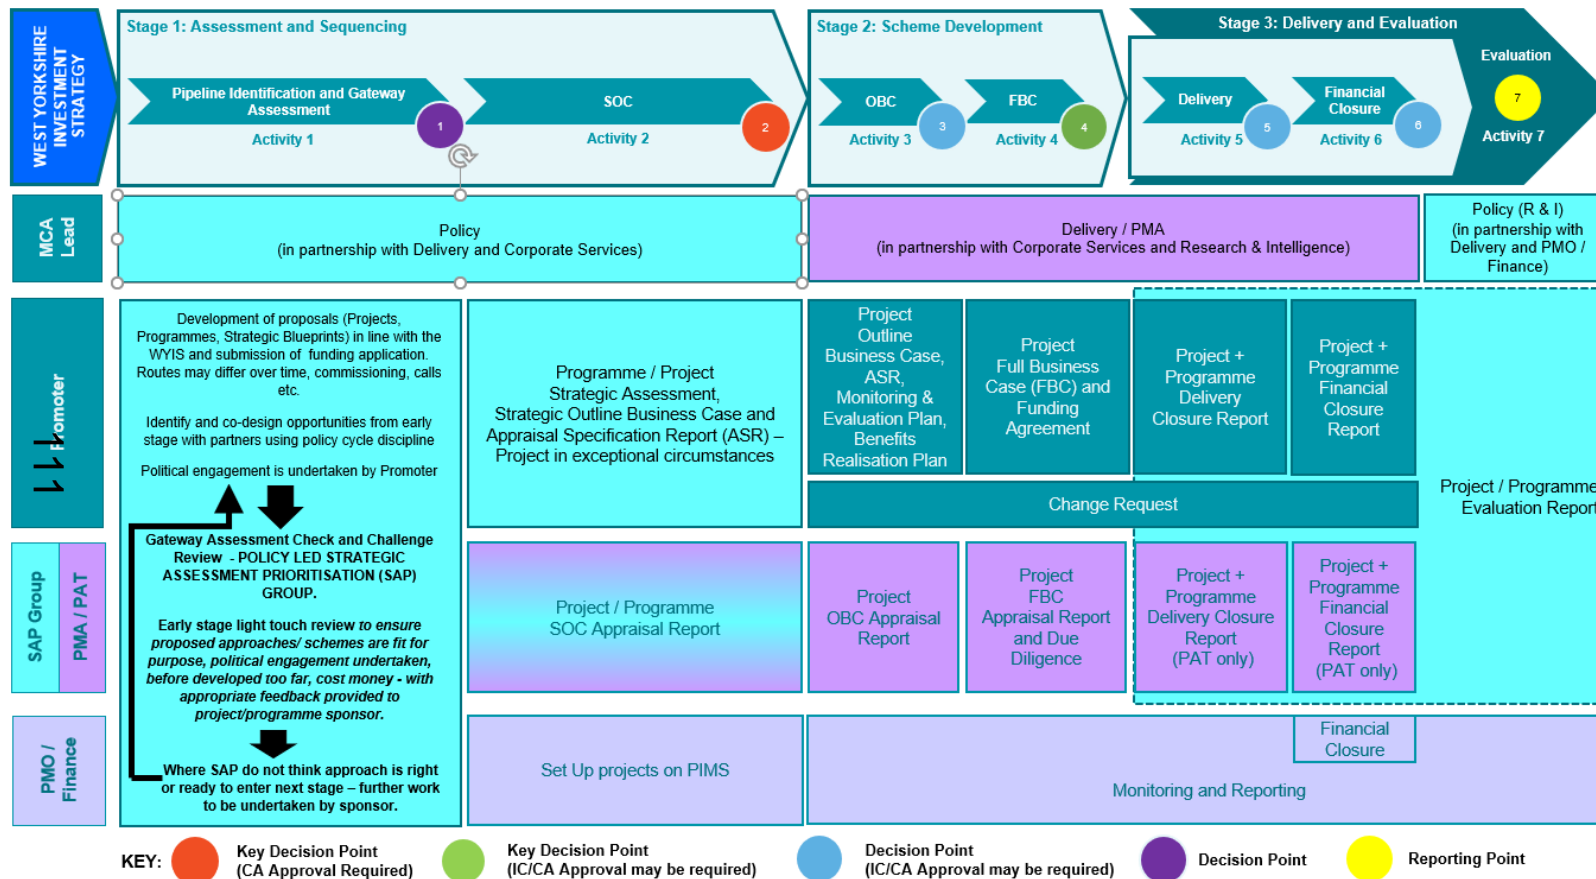 WEST YORKSHIRE
INVESTMENT
STRATEGY
Stage 1: Assessment and Sequencing
Pipeline Identification and Gateway
Assessment
1
Activity 1
SOC
2
Activity 2
Stage 2: Scheme Development
OBC
3
Activity 3
FBC
4
Activity 4
Stage 3: Delivery and Evaluation
Delivery
5
Activity 5
Financial
Closure
6
Activity 6
Evaluation
7
Activity 7
MCA
Lead
Policy
(in partnership with Delivery and Corporate Services)
Delivery / PMA
(in partnership with Corporate Services and Research & Intelligence)
Policy (R & I)
(in partnership with
Delivery and PMO /
Finance)
Promoter
111
Development of proposals (Projects,
Programmes, Strategic Blueprints) in line with the
WYIS and submission of funding application.
Routes may differ over time, commissioning, calls
etc.
Identify and co-design opportunities from early
stage with partners using policy cycle discipline
Political engagement is undertaken by Promoter
Gateway Assessment Check and Challenge
Review - POLICY LED STRATEGIC
ASSESSMENT PRIORITISATION (SAP)
GROUP.
Early stage light touch review to ensure
proposed approaches/ schemes are fit for
purpose, political engagement undertaken,
before developed too far, cost money - with
appropriate feedback provided to
project/programme sponsor.
Where SAP do not think approach is right
or ready to enter next stage – further work
to be undertaken by sponsor.
Programme / Project
Strategic Assessment,
Strategic Outline Business Case and
Appraisal Specification Report (ASR) –
Project in exceptional circumstances
Project
Outline
Business Case,
ASR,
Monitoring &
Evaluation Plan,
Benefits
Realisation Plan
Project
Full Business
Case (FBC) and
Funding
Agreement
Project +
Programme
Delivery
Closure Report
Project +
Programme
Financial
Closure
Report
Change Request
Project / Programme
Evaluation Report
SAP Group
PMA / PAT
Project / Programme
SOC Appraisal Report
Project
OBC Appraisal
Report
Project
FBC
Appraisal Report
and Due
Diligence
Project +
Programme
Delivery Closure
Report
(PAT only)
Project +
Programme
Financial
Closure
Report
(PAT only)
PMO /
Finance
Set Up projects on PIMS
Financial
Closure
Monitoring and Reporting
KEY:
Key Decision Point
(CA Approval Required)
Key Decision Point
(IC/CA Approval may be required)
Decision Point
(IC/CA Approval may be required)
Decision Point
Reporting Point